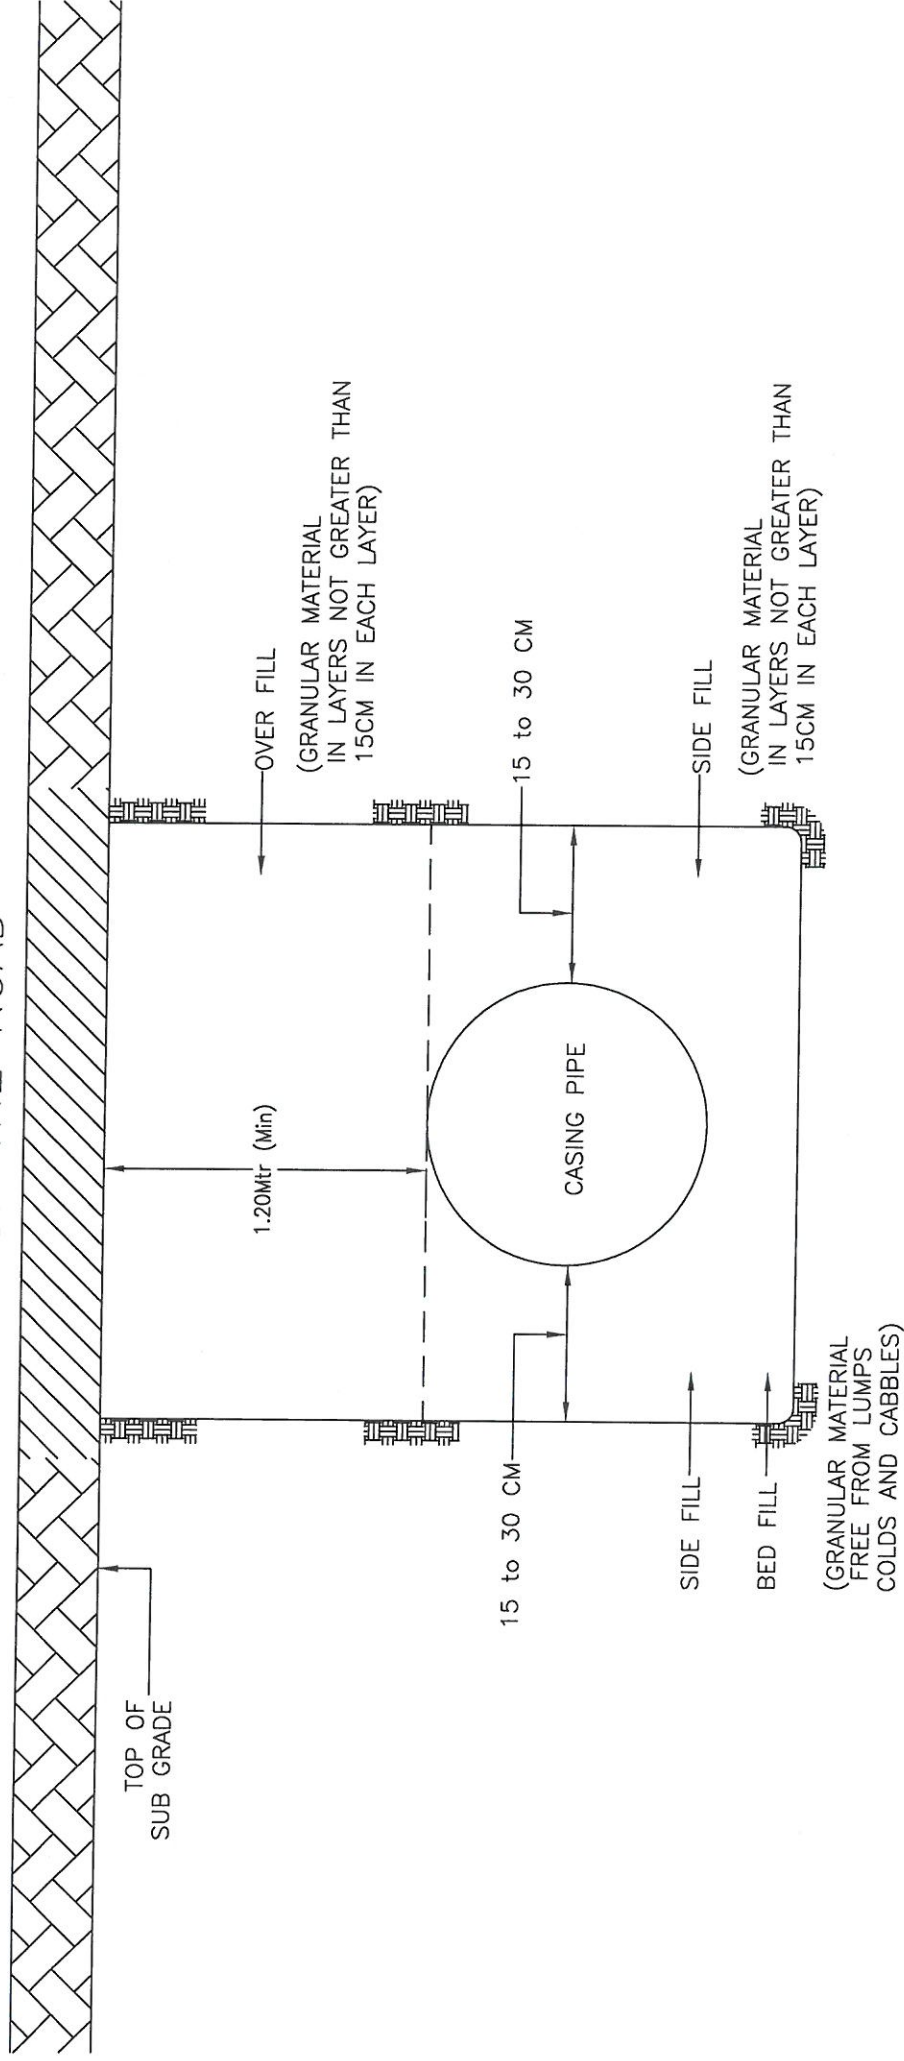 TOP OF
SUB GRADE
1.20Mtr (Min)
OVER FILL
(GRANULAR MATERIAL
IN LAYERS NOT GREATER THAN
15CM IN EACH LAYER)
15 to 30 CM
15 to 30 CM
CASING PIPE
SIDE FILL
SIDE FILL
(GRANULAR MATERIAL
IN LAYERS NOT GREATER THAN
15CM IN EACH LAYER)
BED FILL
(GRANULAR MATERIAL
FREE FROM LUMPS
COLDS AND CABBLES)